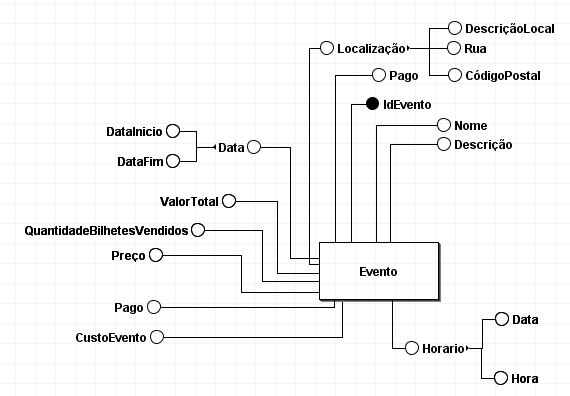 DescriçãoLocal
Localização
Rua
Pago
CódigoPostal
IdEvento
Nome
DataInicio
Data
Descrição
DataFim
ValorTotal
QuantidadeBilhetesVendidos
Preço
Evento
Pago
Data
CustoEvento
Horario
Hora